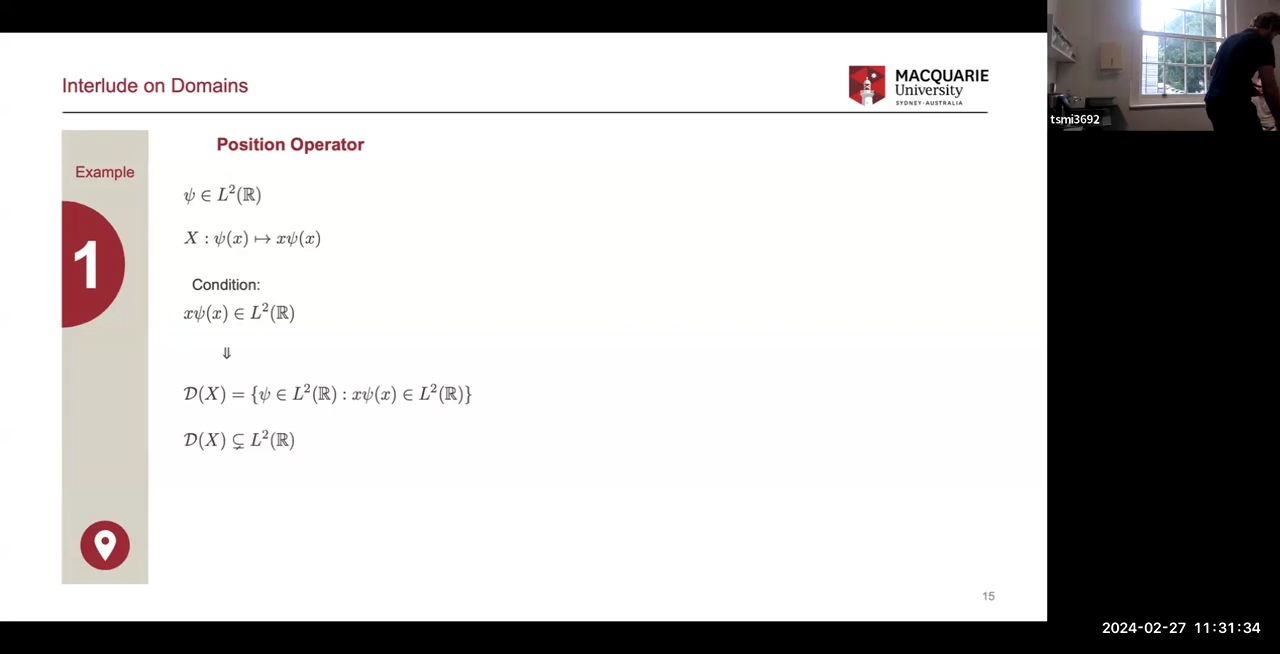 Interlude on Domains
MACQUARIE
University
SYDNEY·AUSTRALIA
Example
1
Position Operator
ψ ∈ L²(ℝ)
X : ψ(x) ↦ xψ(x)
Condition:
xψ(x) ∈ L²(ℝ)
⇓
𝒟(X) = {ψ ∈ L²(ℝ) : xψ(x) ∈ L²(ℝ)}
𝒟(X) ⊊ L²(ℝ)
15
tsmi3692
2024-02-27 11:31:34